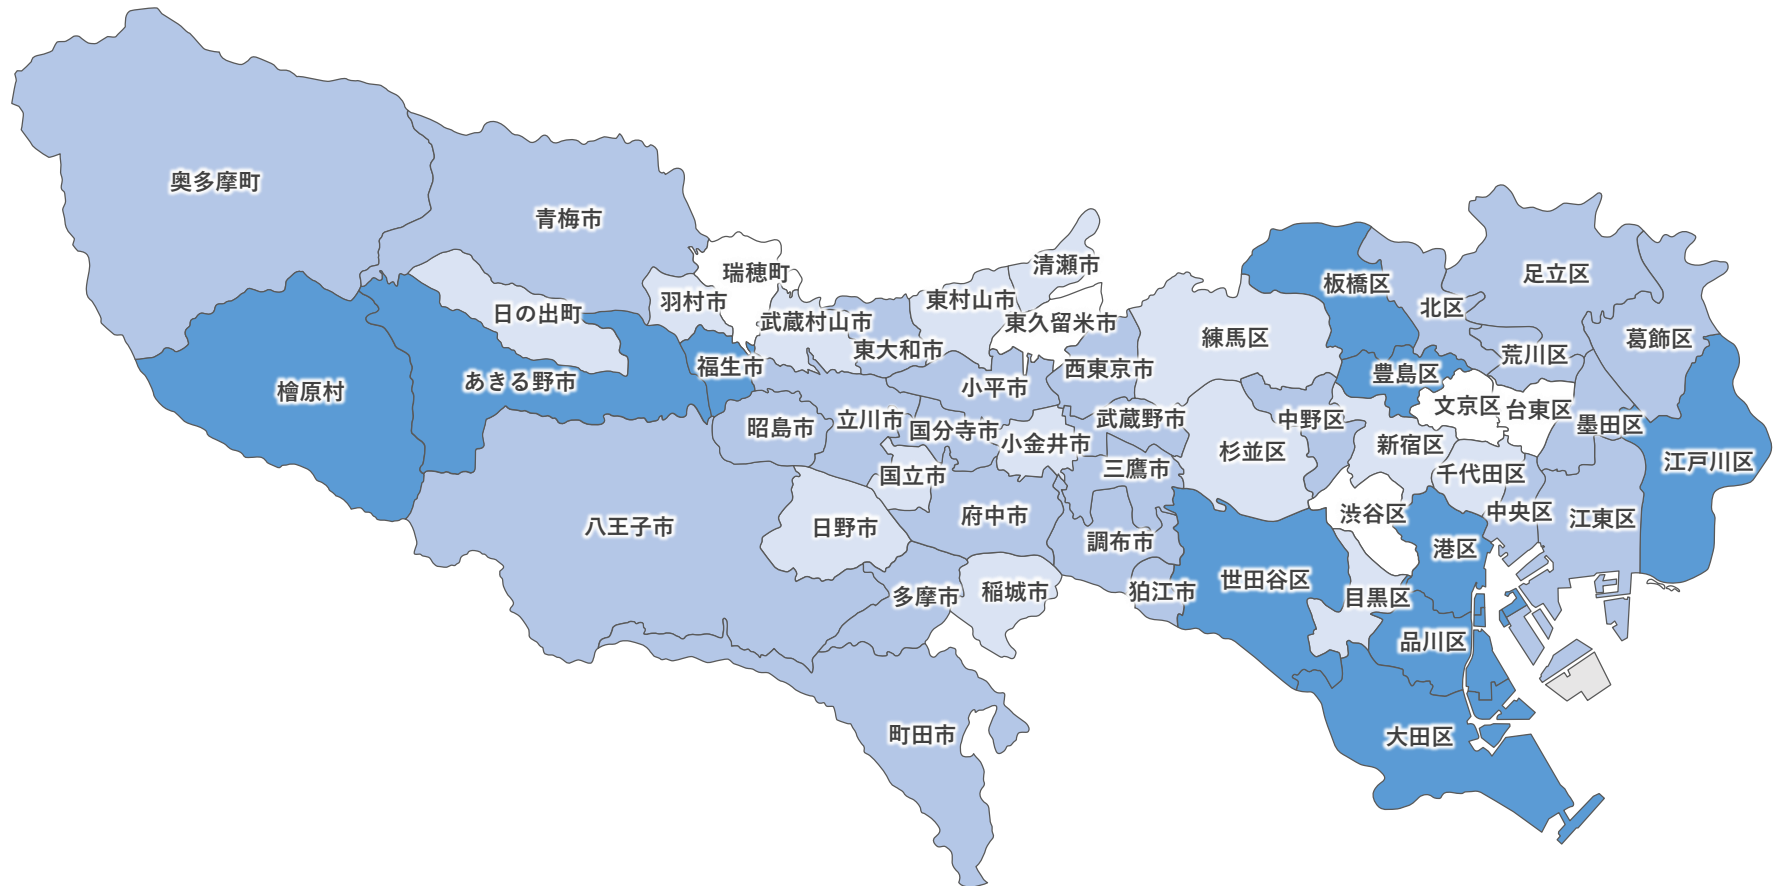 奥多摩町
青梅市
瑞穂町
羽村市
日の出町
檜原村
あきる野市
福生市
武蔵村山市
東大和市
東村山市
清瀬市
東久留米市
西東京市
小平市
昭島市
立川市
国分寺市
小金井市
武蔵野市
三鷹市
国立市
八王子市
日野市
府中市
調布市
狛江市
多摩市
稲城市
町田市
練馬区
板橋区
北区
足立区
葛飾区
荒川区
豊島区
文京区
台東区
墨田区
江戸川区
中野区
杉並区
新宿区
千代田区
中央区
江東区
渋谷区
港区
世田谷区
目黒区
品川区
大田区